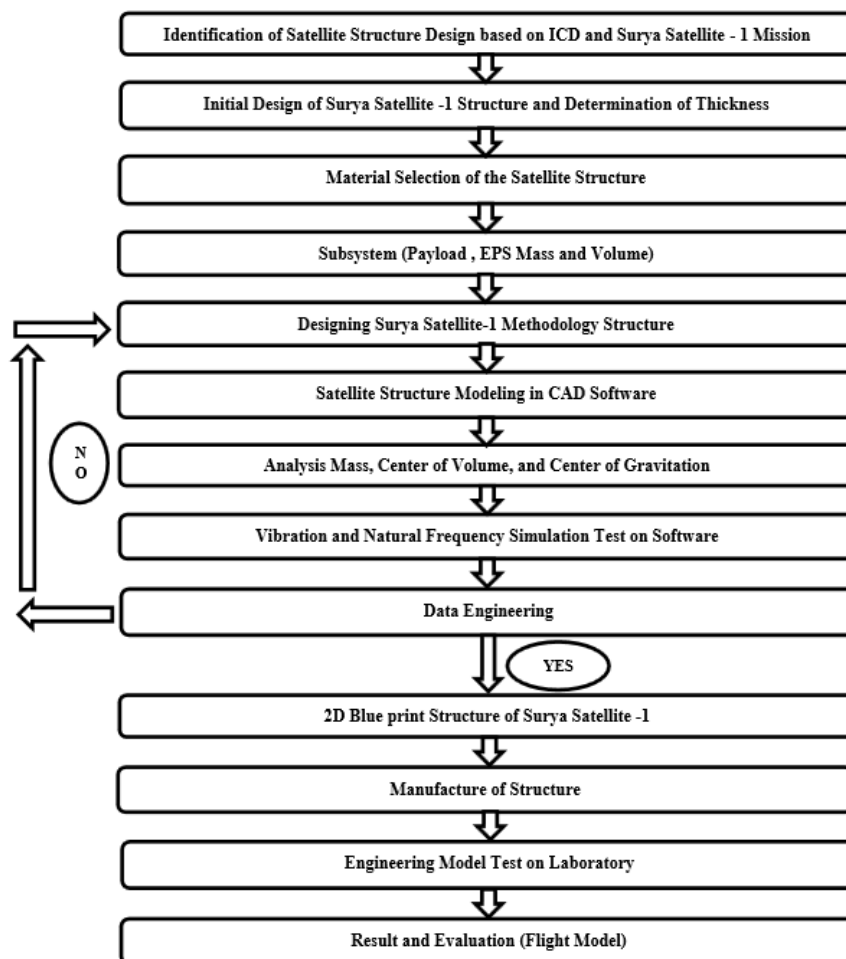 Identification of Satellite Structure Design based on ICD and Surya Satellite - 1 Mission
Initial Design of Surya Satellite -1 Structure and Determination of Thickness
Material Selection of the Satellite Structure
Subsystem (Payload , EPS Mass and Volume)
Designing Surya Satellite-1 Methodology Structure
Satellite Structure Modeling in CAD Software
N
O
Analysis Mass, Center of Volume, and Center of Gravitation
Vibration and Natural Frequency Simulation Test on Software
Data Engineering
YES
2D Blue print Structure of Surya Satellite -1
Manufacture of Structure
Engineering Model Test on Laboratory
Result and Evaluation (Flight Model)